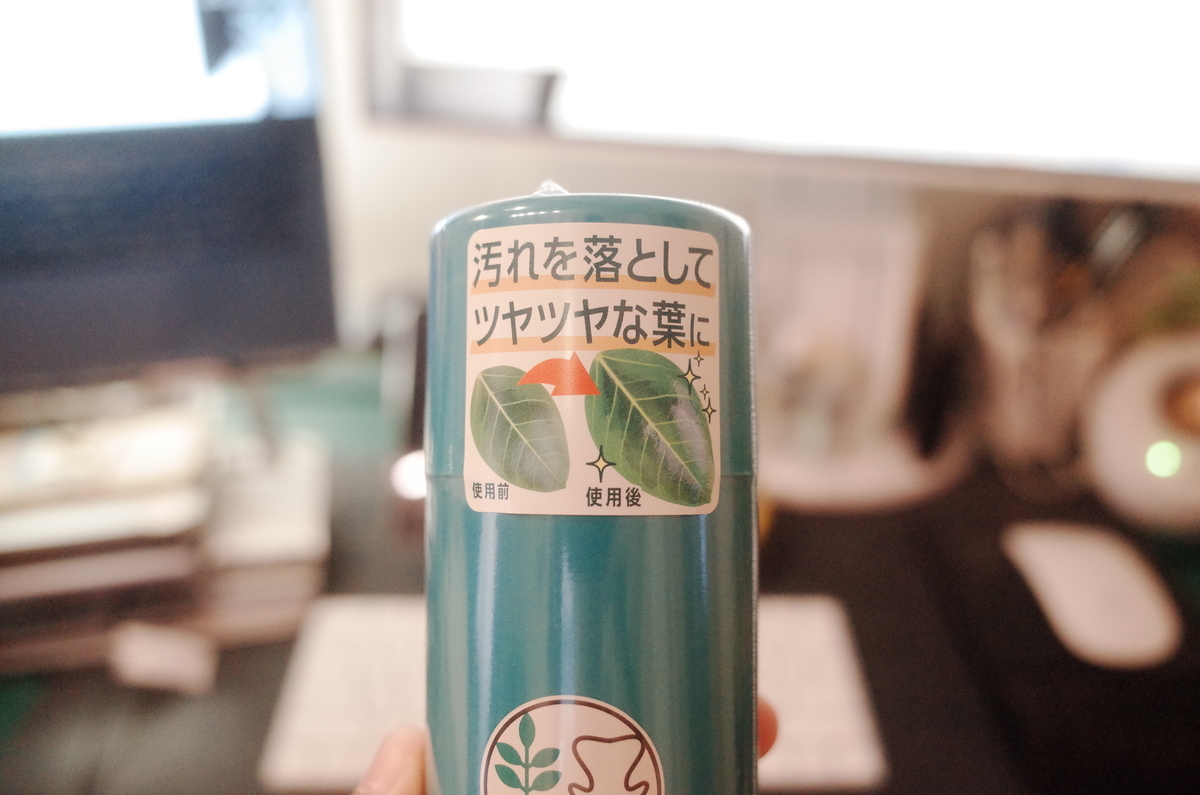 汚れを落として
ツヤツヤな葉に
使用前
使用後